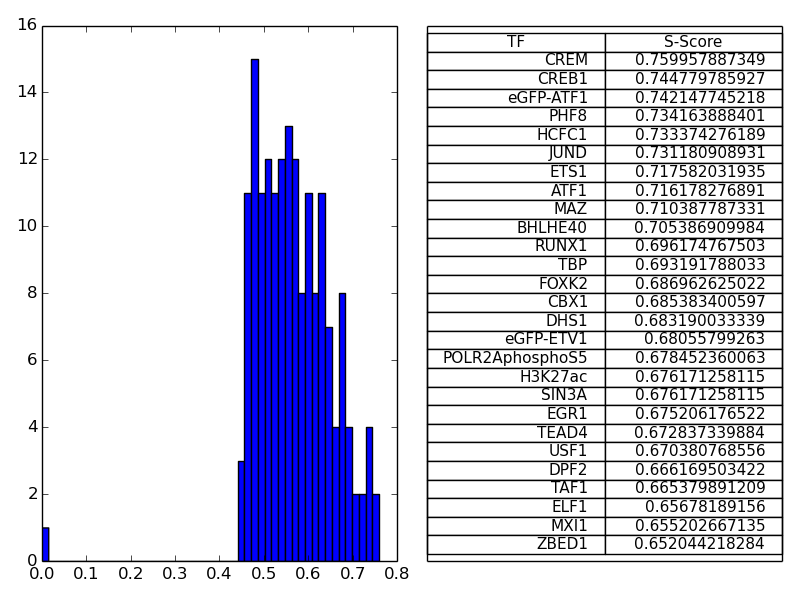 16
14
12
10
8
6
4
2
0
0.0 0.1 0.2 0.3 0.4 0.5 0.6 0.7 0.8
TF S-Score
CREM 0.759957887349
CREB1 0.744779785927
eGFP-ATF1 0.742147745218
PHF8 0.734163888401
HCFC1 0.733374276189
JUND 0.731180908931
ETS1 0.717582031935
ATF1 0.716178276891
MAZ 0.710387787331
BHLHE40 0.705386909984
RUNX1 0.696174767503
TBP 0.693191788033
FOXK2 0.686962625022
CBX1 0.685383400597
DHS1 0.683190033339
eGFP-ETV1 0.68055799263
POLR2AphosphoS5 0.678452360063
H3K27ac 0.676171258115
SIN3A 0.676171258115
EGR1 0.675206176522
TEAD4 0.672837339884
USF1 0.670380768556
DPF2 0.666169503422
TAF1 0.665379891209
ELF1 0.65678189156
MXI1 0.655202667135
ZBED1 0.652044218284